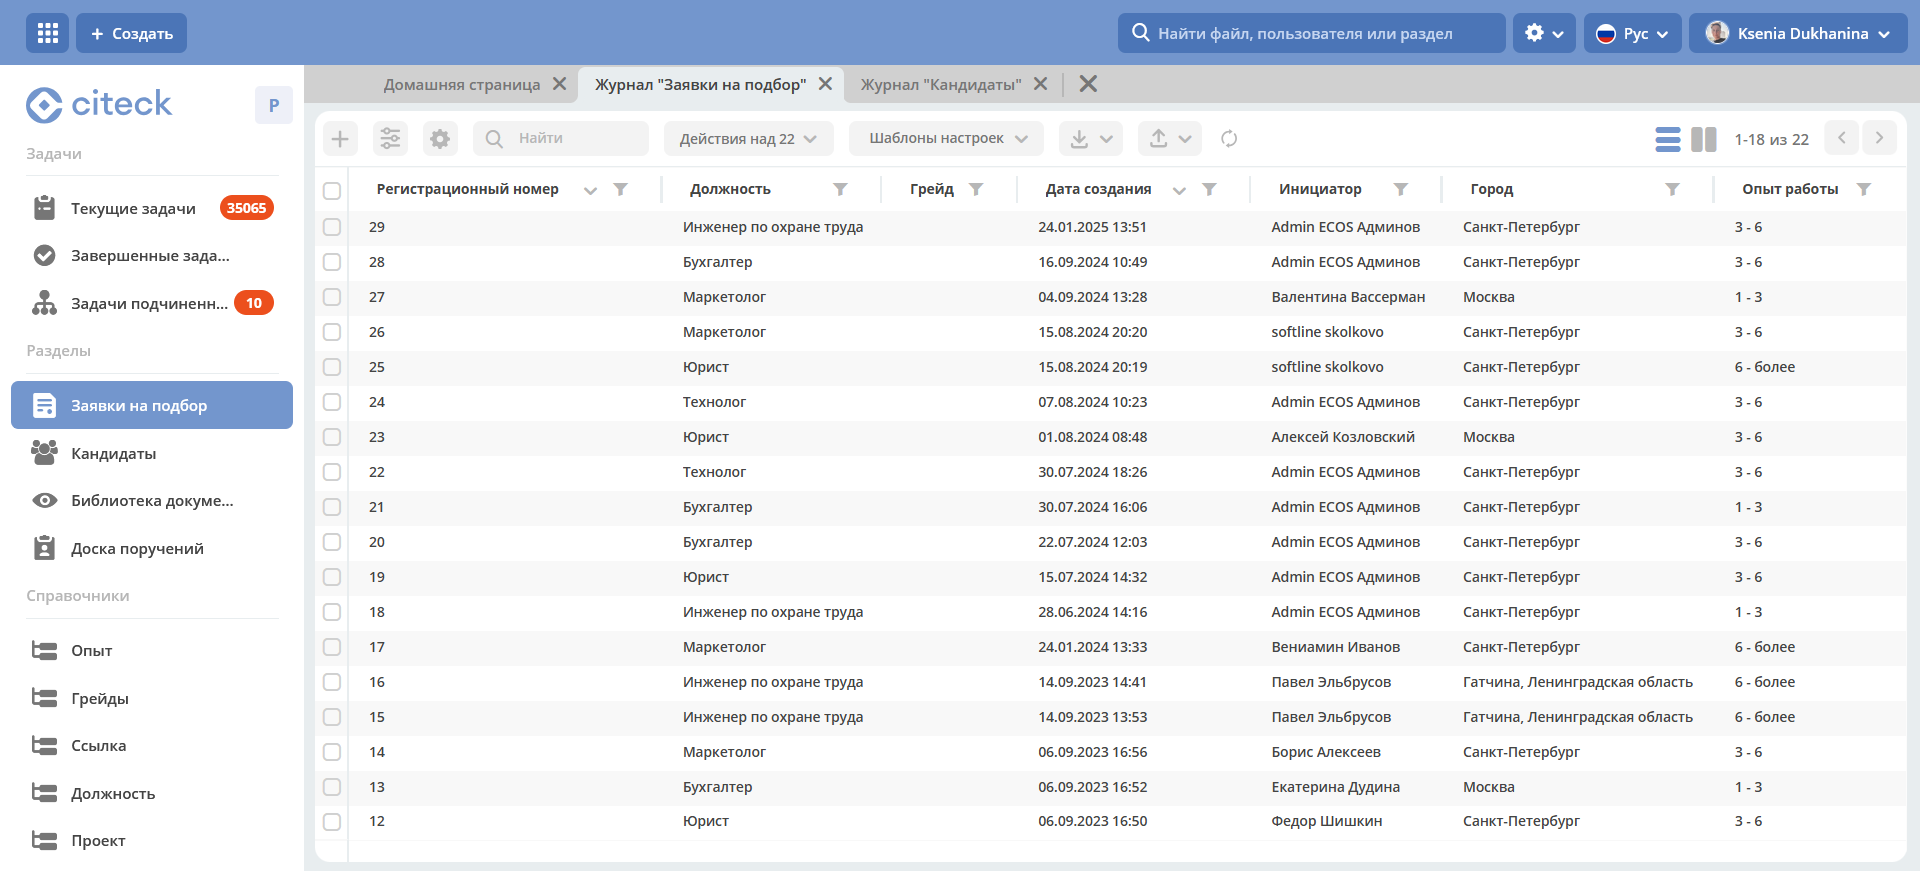 Создать
Найти файл, пользователя или раздел
Рус
Ksenia Dukhanina
citeck
P
Домашняя страница
Журнал "Заявки на подбор"
Журнал "Кандидаты"
Задачи
Текущие задачи 35065
Завершенные зада...
Задачи подчиненн... 10
Разделы
Заявки на подбор
Кандидаты
Библиотека докуме...
Доска поручений
Справочники
Опыт
Грейды
Ссылка
Должность
Проект
Найти
Действия над 22
Шаблоны настроек
1-18 из 22
Регистрационный номер Должность Грейд Дата создания Инициатор Город Опыт работы
29 Инженер по охране труда 24.01.2025 13:51 Admin ECOS Админов Санкт-Петербург 3 - 6
28 Бухгалтер 16.09.2024 10:49 Admin ECOS Админов Санкт-Петербург 3 - 6
27 Маркетолог 04.09.2024 13:28 Валентина Вассерман Москва 1 - 3
26 Маркетолог 15.08.2024 20:20 softline skolkovo Санкт-Петербург 3 - 6
25 Юрист 15.08.2024 20:19 softline skolkovo Санкт-Петербург 6 - более
24 Технолог 07.08.2024 10:23 Admin ECOS Админов Санкт-Петербург 3 - 6
23 Юрист 01.08.2024 08:48 Алексей Козловский Москва 3 - 6
22 Технолог 30.07.2024 18:26 Admin ECOS Админов Санкт-Петербург 3 - 6
21 Бухгалтер 30.07.2024 16:06 Admin ECOS Админов Санкт-Петербург 1 - 3
20 Бухгалтер 22.07.2024 12:03 Admin ECOS Админов Санкт-Петербург 3 - 6
19 Юрист 15.07.2024 14:32 Admin ECOS Админов Санкт-Петербург 3 - 6
18 Инженер по охране труда 28.06.2024 14:16 Admin ECOS Админов Санкт-Петербург 1 - 3
17 Маркетолог 24.01.2024 13:33 Вениамин Иванов Санкт-Петербург 6 - более
16 Инженер по охране труда 14.09.2023 14:41 Павел Эльбрусов Гатчина, Ленинградская область 6 - более
15 Инженер по охране труда 14.09.2023 13:53 Павел Эльбрусов Гатчина, Ленинградская область 6 - более
14 Маркетолог 06.09.2023 16:56 Борис Алексеев Санкт-Петербург 3 - 6
13 Бухгалтер 06.09.2023 16:52 Екатерина Дудина Москва 1 - 3
12 Юрист 06.09.2023 16:50 Федор Шишкин Санкт-Петербург 3 - 6